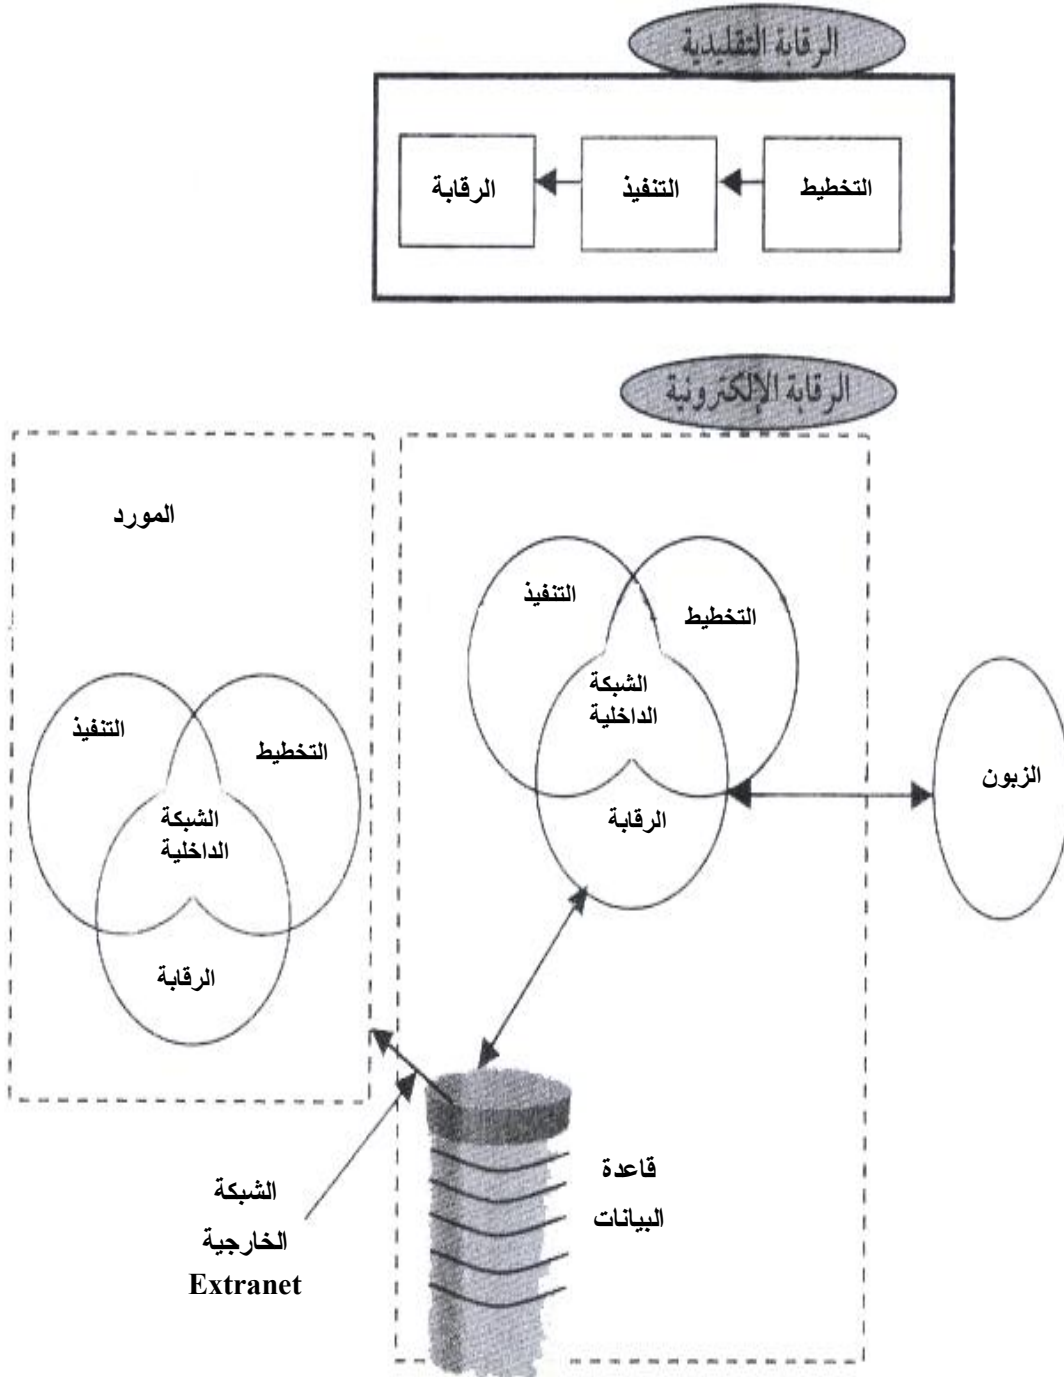 الرقابة التقليدية
التخطيط
التنفيذ
الرقابة
الرقابة الإلكترونية
الزبون
التخطيط
التنفيذ
الشبكة
الداخلية
الرقابة
المورد
التخطيط
التنفيذ
الشبكة
الداخلية
الرقابة
قاعدة
البيانات
الشبكة
الخارجية
Extranet